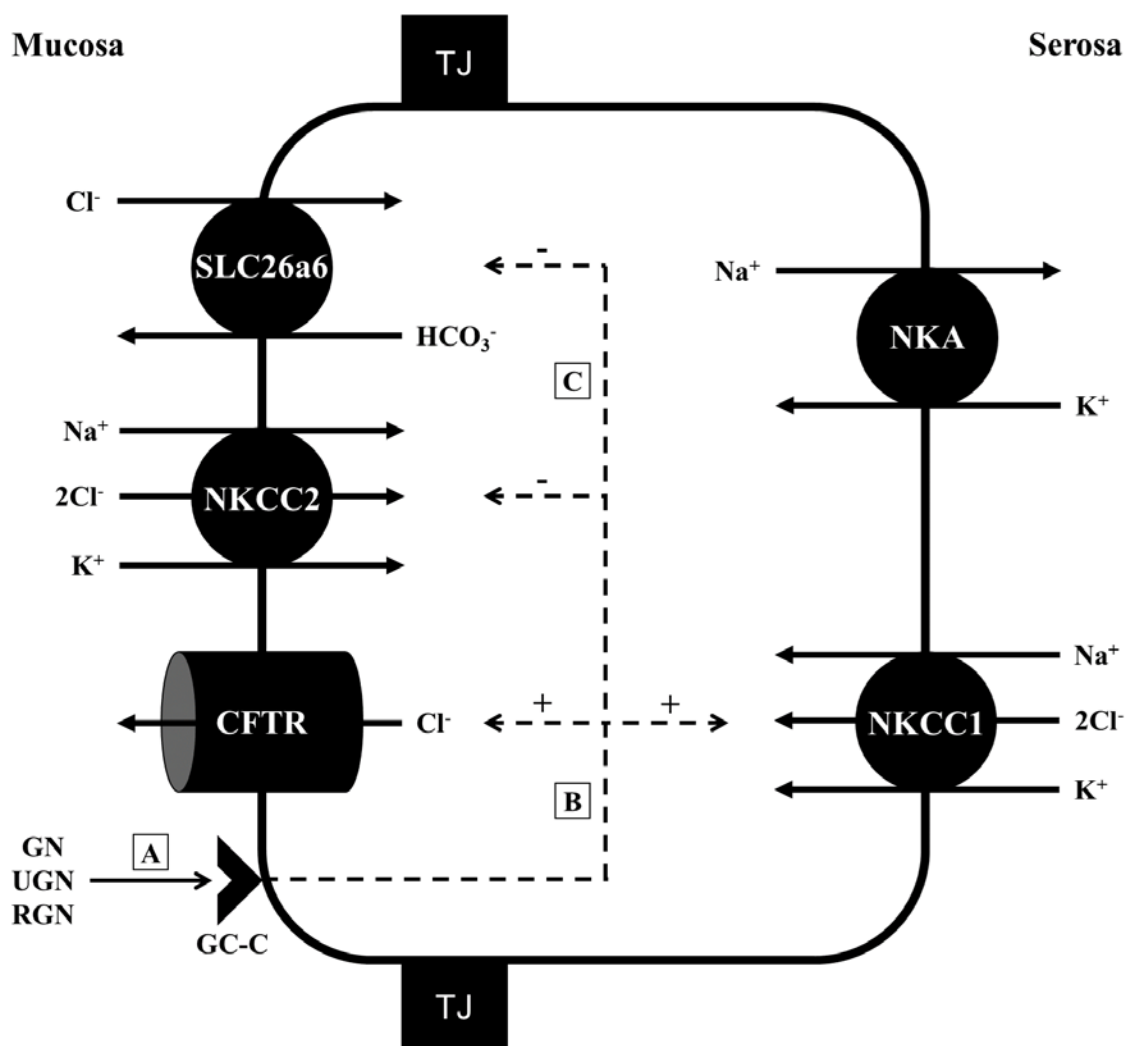 Mucosa
TJ
Serosa
Cl⁻
SLC26a6
HCO₃⁻
-
Na⁺
NKA
K⁺
C
Na⁺
2Cl⁻
NKCC2
K⁺
-
CFTR
Cl⁻
+
+
Na⁺
NKCC1
2Cl⁻
K⁺
B
GN
UGN
RGN
A
GC-C
TJ